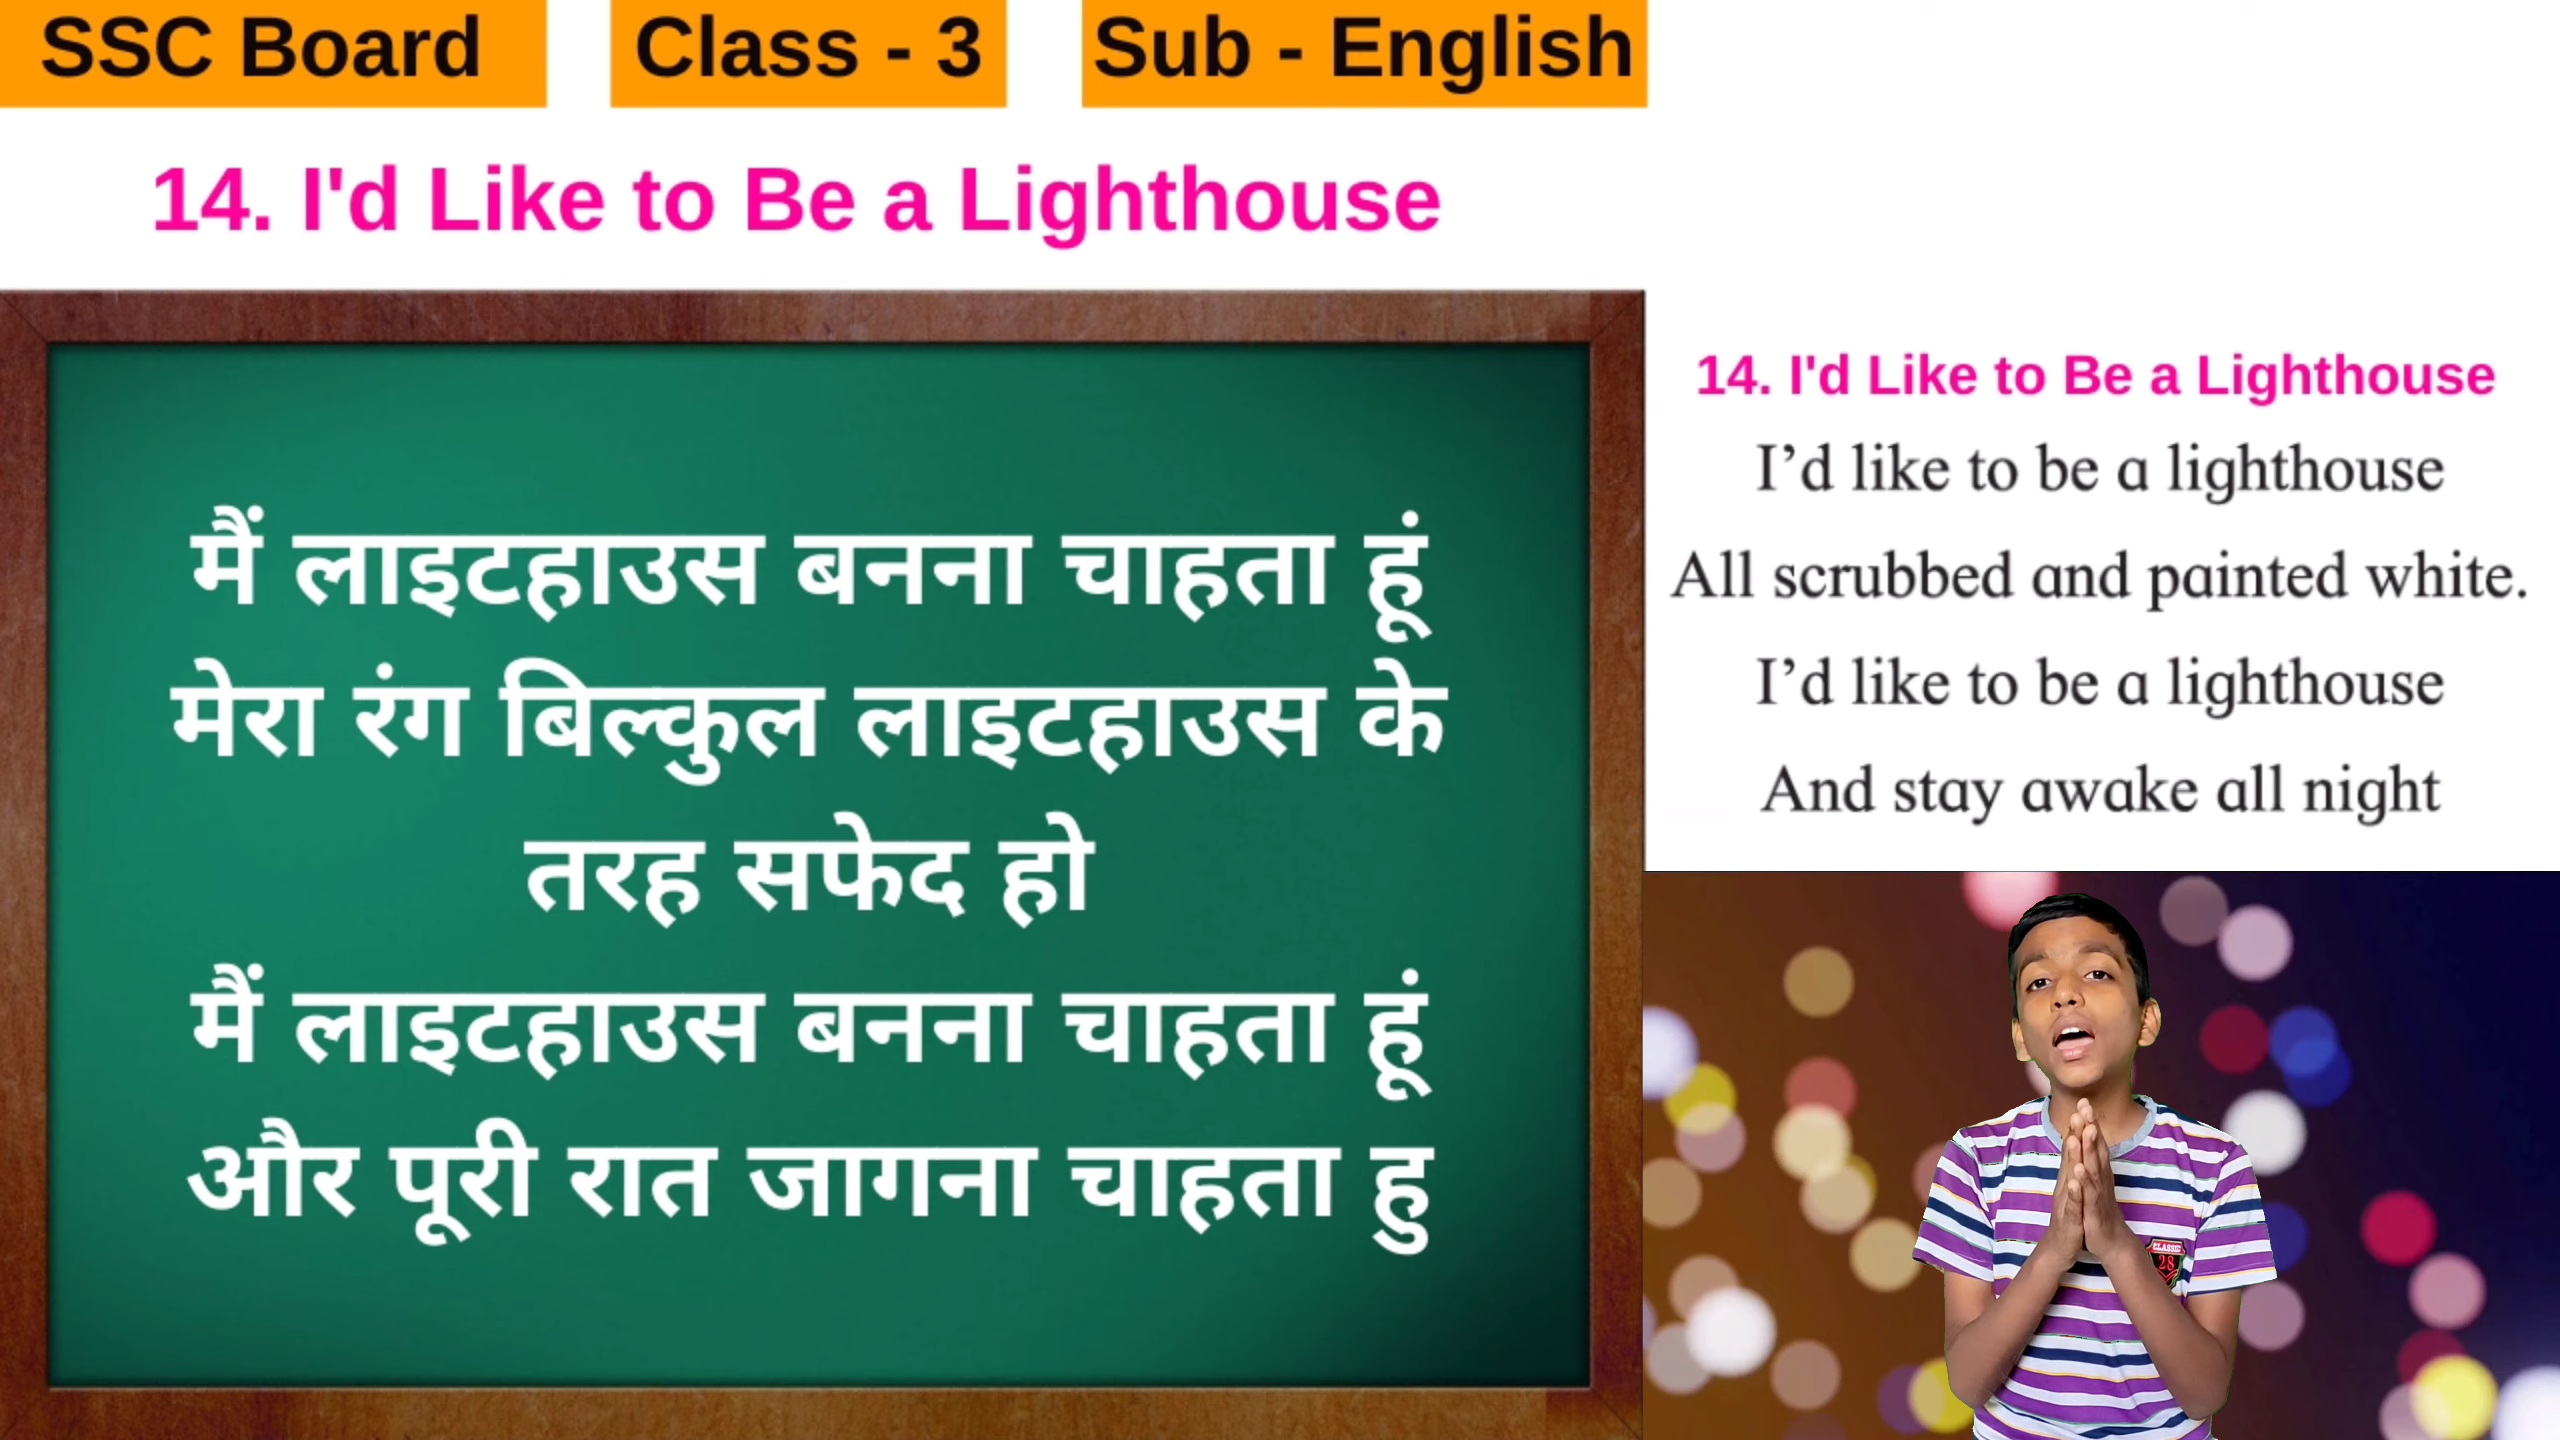 SSC Board
Class - 3
Sub - English
14. I'd Like to Be a Lighthouse
मैं लाइटहाउस बनना चाहता हूं
मेरा रंग बिल्कुल लाइटहाउस के
तरह सफेद हो
मैं लाइटहाउस बनना चाहता हूं
और पूरी रात जागना चाहता हु
14. I'd Like to Be a Lighthouse
I’d like to be a lighthouse
All scrubbed and painted white.
I’d like to be a lighthouse
And stay awake all night
CLASSIC
28